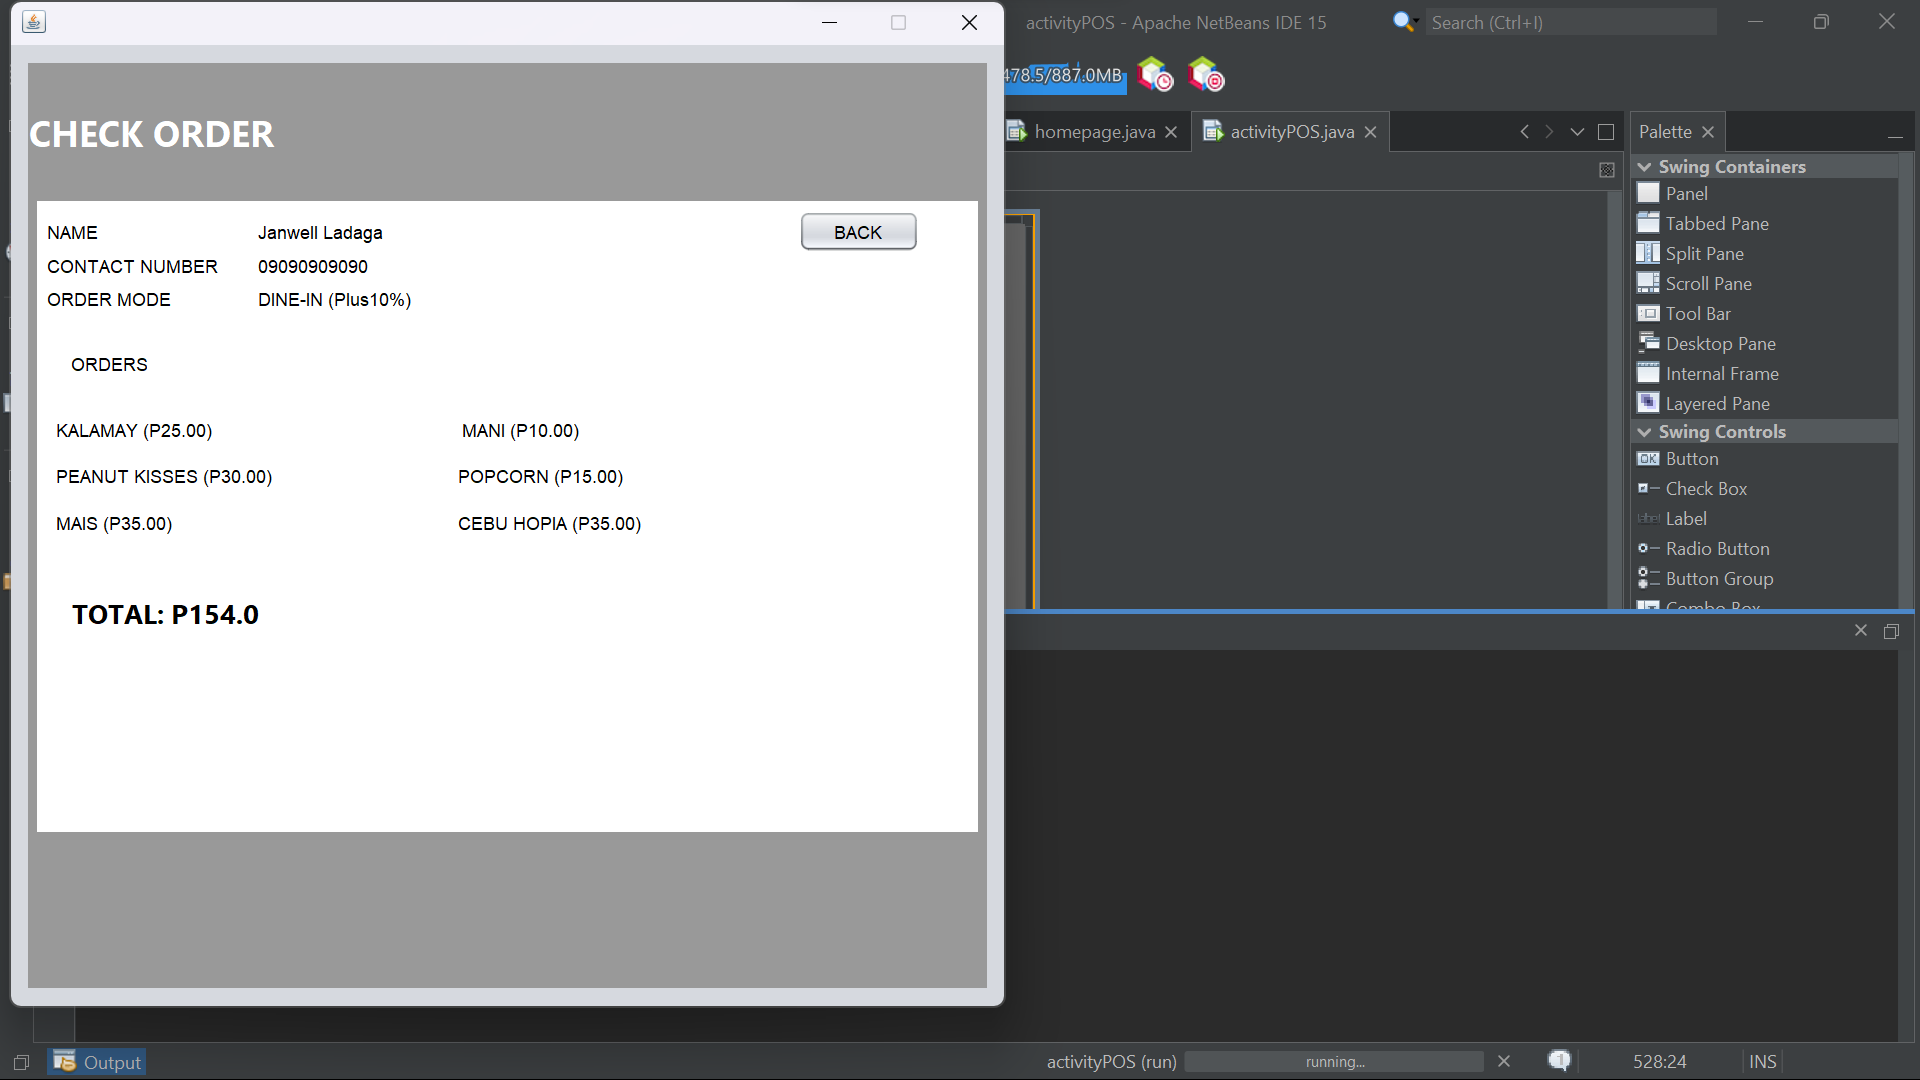 activityPOS - Apache NetBeans IDE 15
Search (Ctrl+I)
478.5/887.0MB
homepage.java
activityPOS.java
Palette
CHECK ORDER
NAME Janwell Ladaga BACK
CONTACT NUMBER 09090909090
ORDER MODE DINE-IN (Plus10%)
ORDERS
KALAMAY (P25.00) MANI (P10.00)
PEANUT KISSES (P30.00) POPCORN (P15.00)
MAIS (P35.00) CEBU HOPIA (P35.00)
TOTAL: P154.0
Swing Containers
Panel
Tabbed Pane
Split Pane
Scroll Pane
Tool Bar
Desktop Pane
Internal Frame
Layered Pane
Swing Controls
OK Button
Check Box
label Label
Radio Button
Button Group
Combo Box
Output
activityPOS (run) running... 1 528:24 INS